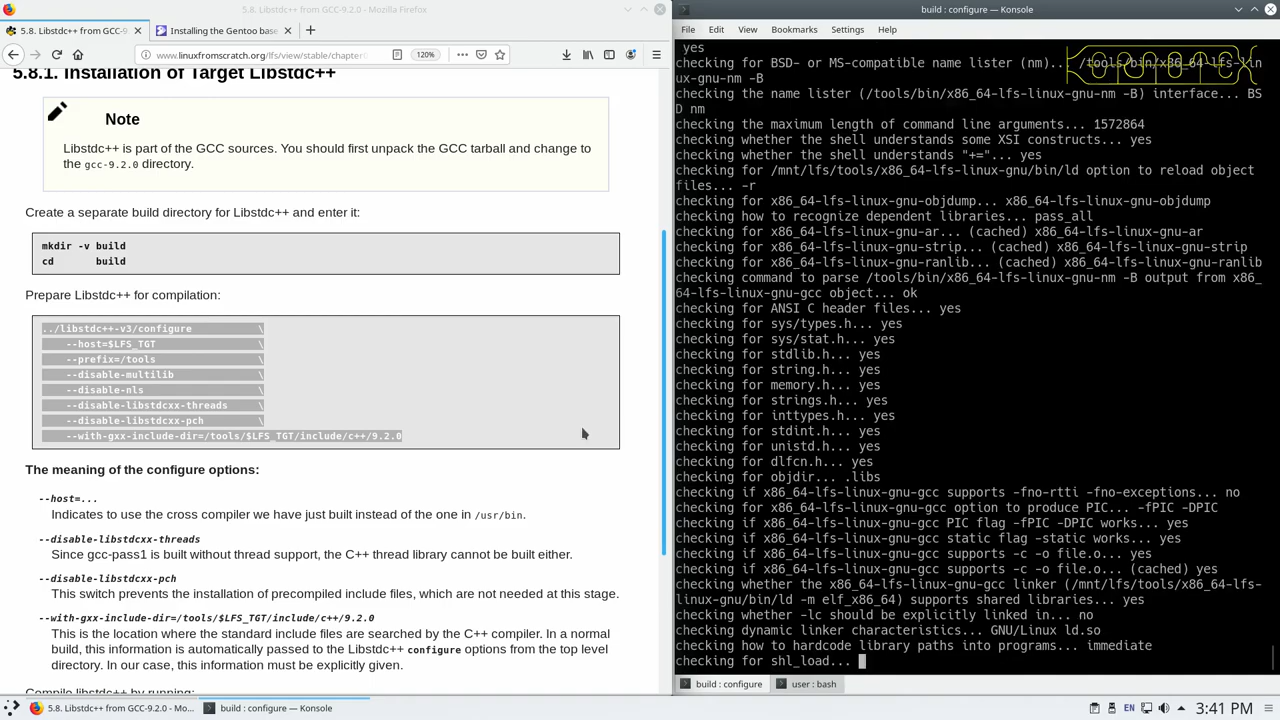 5.8. Libstdc++ from GCC-9.2.0 - Mozilla Firefox
5.8. Libstdc++ from GCC-9
Installing the Gentoo base
www.linuxfromscratch.org/lfs/view/stable/chapter0
120%
5.8.1. Installation of Target Libstdc++
Note
Libstdc++ is part of the GCC sources. You should first unpack the GCC tarball and change to
the gcc-9.2.0 directory.
Create a separate build directory for Libstdc++ and enter it:
mkdir -v build
cd       build
Prepare Libstdc++ for compilation:
../libstdc++-v3/configure           \
    --host=$LFS_TGT                 \
    --prefix=/tools                 \
    --disable-multilib              \
    --disable-nls                   \
    --disable-libstdcxx-threads     \
    --disable-libstdcxx-pch         \
    --with-gxx-include-dir=/tools/$LFS_TGT/include/c++/9.2.0
The meaning of the configure options:
--host=...
Indicates to use the cross compiler we have just built instead of the one in /usr/bin.
--disable-libstdcxx-threads
Since gcc-pass1 is built without thread support, the C++ thread library cannot be built either.
--disable-libstdcxx-pch
This switch prevents the installation of precompiled include files, which are not needed at this stage.
--with-gxx-include-dir=/tools/$LFS_TGT/include/c++/9.2.0
This is the location where the standard include files are searched by the C++ compiler. In a normal
build, this information is automatically passed to the Libstdc++ configure options from the top level
directory. In our case, this information must be explicitly given.
Compile libstdc++ by running:
build : configure — Konsole
File Edit View Bookmarks Settings Help
yes
checking for BSD- or MS-compatible name lister (nm)... /tools/bin/x86_64-lfs-lin
ux-gnu-nm -B
checking the name lister (/tools/bin/x86_64-lfs-linux-gnu-nm -B) interface... BS
D nm
checking the maximum length of command line arguments... 1572864
checking whether the shell understands some XSI constructs... yes
checking whether the shell understands "+="... yes
checking for /mnt/lfs/tools/x86_64-lfs-linux-gnu/bin/ld option to reload object
files... -r
checking for x86_64-lfs-linux-gnu-objdump... x86_64-lfs-linux-gnu-objdump
checking how to recognize dependent libraries... pass_all
checking for x86_64-lfs-linux-gnu-ar... (cached) x86_64-lfs-linux-gnu-ar
checking for x86_64-lfs-linux-gnu-strip... (cached) x86_64-lfs-linux-gnu-strip
checking for x86_64-lfs-linux-gnu-ranlib... (cached) x86_64-lfs-linux-gnu-ranlib
checking command to parse /tools/bin/x86_64-lfs-linux-gnu-nm -B output from x86_
64-lfs-linux-gnu-gcc object... ok
checking for ANSI C header files... yes
checking for sys/types.h... yes
checking for sys/stat.h... yes
checking for stdlib.h... yes
checking for string.h... yes
checking for memory.h... yes
checking for strings.h... yes
checking for inttypes.h... yes
checking for stdint.h... yes
checking for unistd.h... yes
checking for dlfcn.h... yes
checking for objdir... .libs
checking if x86_64-lfs-linux-gnu-gcc supports -fno-rtti -fno-exceptions... no
checking for x86_64-lfs-linux-gnu-gcc option to produce PIC... -fPIC -DPIC
checking if x86_64-lfs-linux-gnu-gcc PIC flag -fPIC -DPIC works... yes
checking if x86_64-lfs-linux-gnu-gcc static flag -static works... yes
checking if x86_64-lfs-linux-gnu-gcc supports -c -o file.o... yes
checking if x86_64-lfs-linux-gnu-gcc supports -c -o file.o... (cached) yes
checking whether the x86_64-lfs-linux-gnu-gcc linker (/mnt/lfs/tools/x86_64-lfs-
linux-gnu/bin/ld -m elf_x86_64) supports shared libraries... yes
checking whether -lc should be explicitly linked in... no
checking dynamic linker characteristics... GNU/Linux ld.so
checking how to hardcode library paths into programs... immediate
checking for shl_load...
build : configure
user : bash
5.8. Libstdc++ from GCC-9.2.0 - Mo...
build : configure — Konsole
EN
3:41 PM